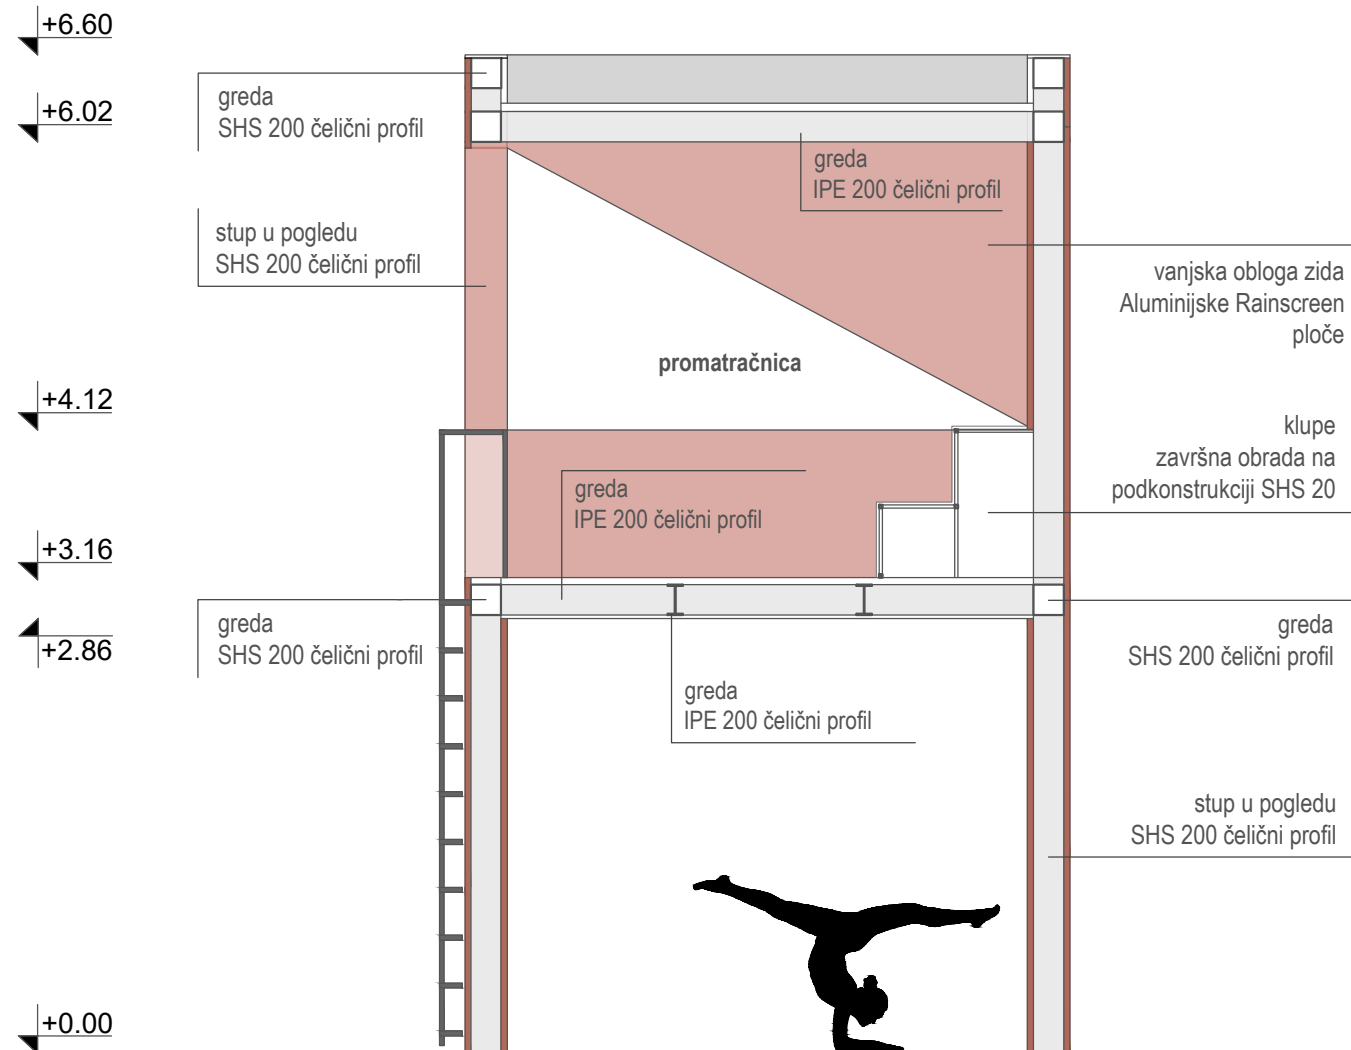 +6.60
+6.02
+4.12
+3.16
+2.86
+0.00
greda
SHS 200 čelični profil
stup u pogledu
SHS 200 čelični profil
greda
IPE 200 čelični profil
vanjska obloga zida
Aluminijske Rainscreen
ploče
promatračnica
klupe
završna obrada na
podkonstrukciji SHS 20
greda
IPE 200 čelični profil
greda
SHS 200 čelični profil
greda
SHS 200 čelični profil
greda
IPE 200 čelični profil
stup u pogledu
SHS 200 čelični profil